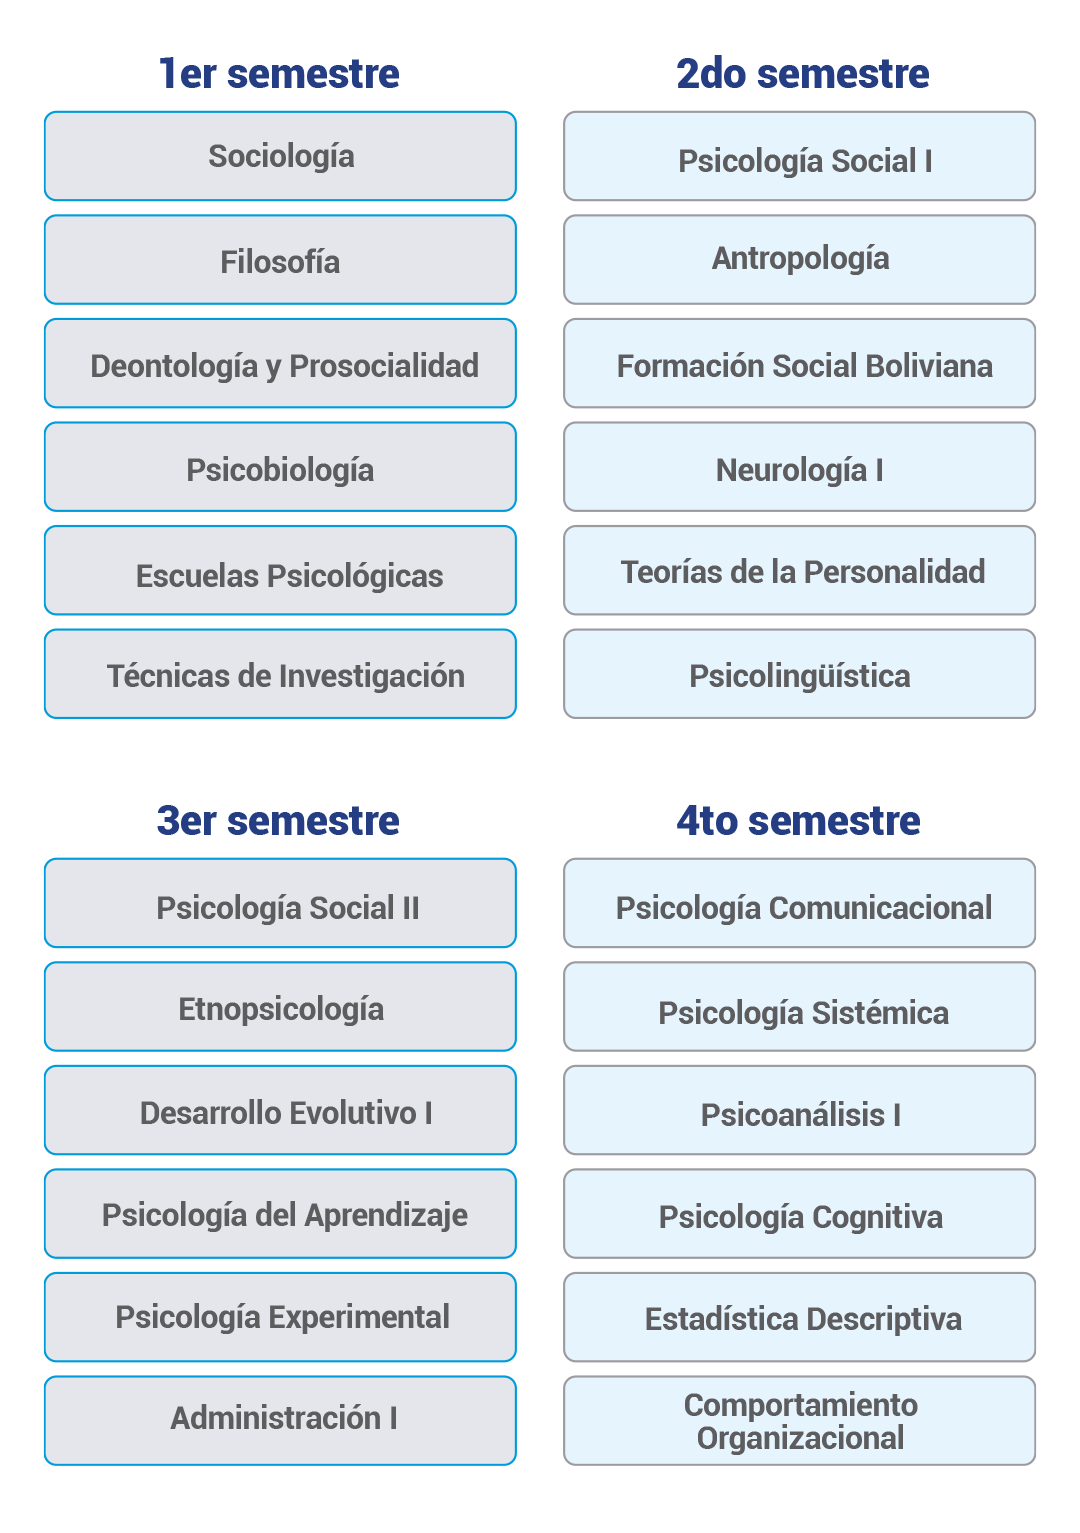 1er semestre
Sociología
Filosofía
Deontología y Prosocialidad
Psicobiología
Escuelas Psicológicas
Técnicas de Investigación
2do semestre
Psicología Social I
Antropología
Formación Social Boliviana
Neurología I
Teorías de la Personalidad
Psicolingüística
3er semestre
Psicología Social II
Etnopsicología
Desarrollo Evolutivo I
Psicología del Aprendizaje
Psicología Experimental
Administración I
4to semestre
Psicología Comunicacional
Psicología Sistémica
Psicoanálisis I
Psicología Cognitiva
Estadística Descriptiva
Comportamiento
Organizacional